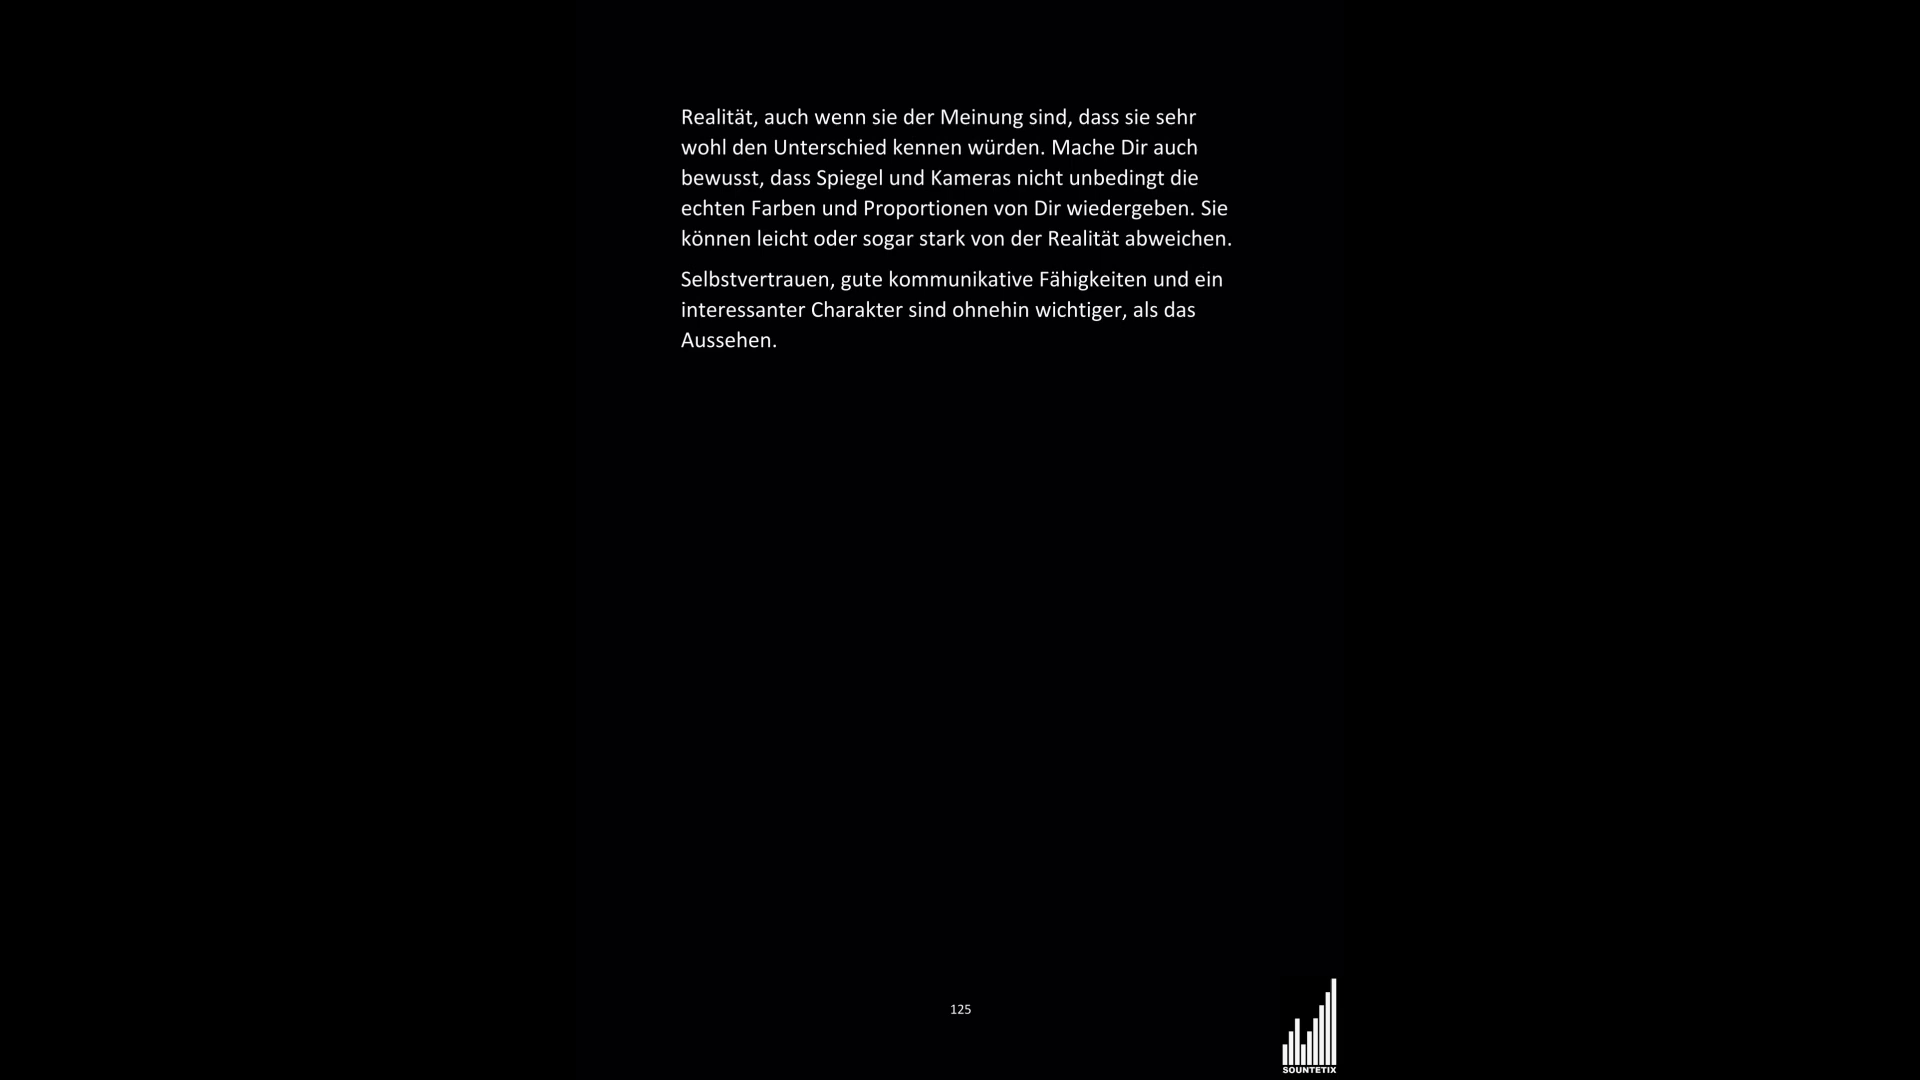 Realität, auch wenn sie der Meinung sind, dass sie sehr
wohl den Unterschied kennen würden. Mache Dir auch
bewusst, dass Spiegel und Kameras nicht unbedingt die
echten Farben und Proportionen von Dir wiedergeben. Sie
können leicht oder sogar stark von der Realität abweichen.
Selbstvertrauen, gute kommunikative Fähigkeiten und ein
interessanter Charakter sind ohnehin wichtiger, als das
Aussehen.
125
SOUNTETIX